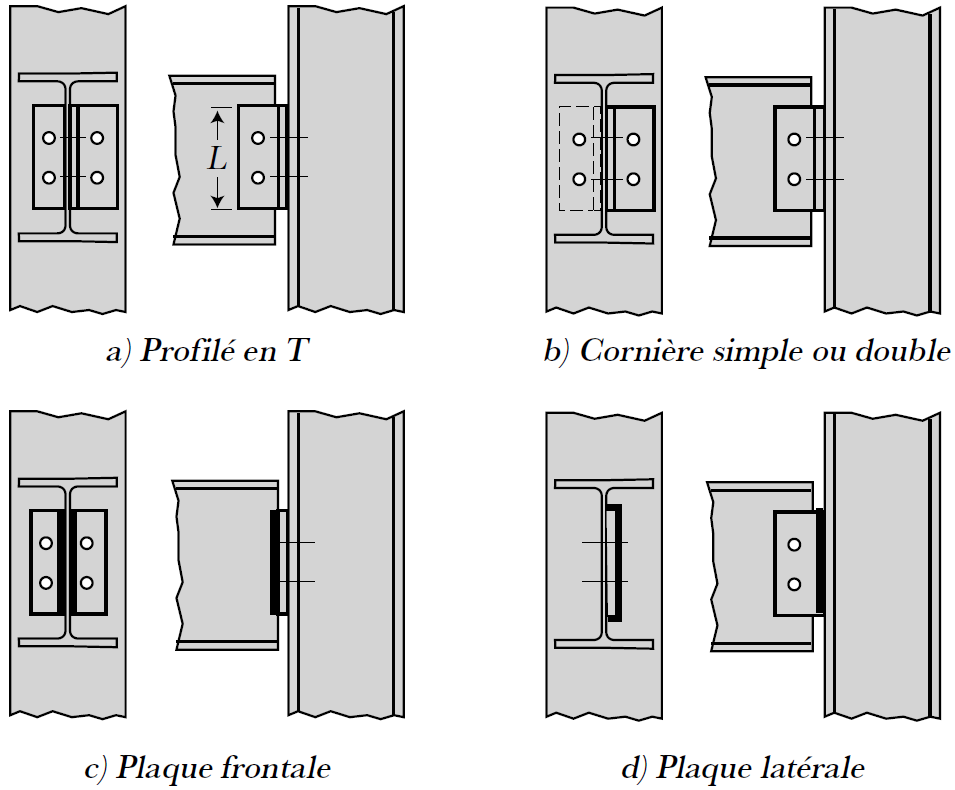 L
a) Profilé en T
b) Cornière simple ou double
c) Plaque frontale
d) Plaque latérale